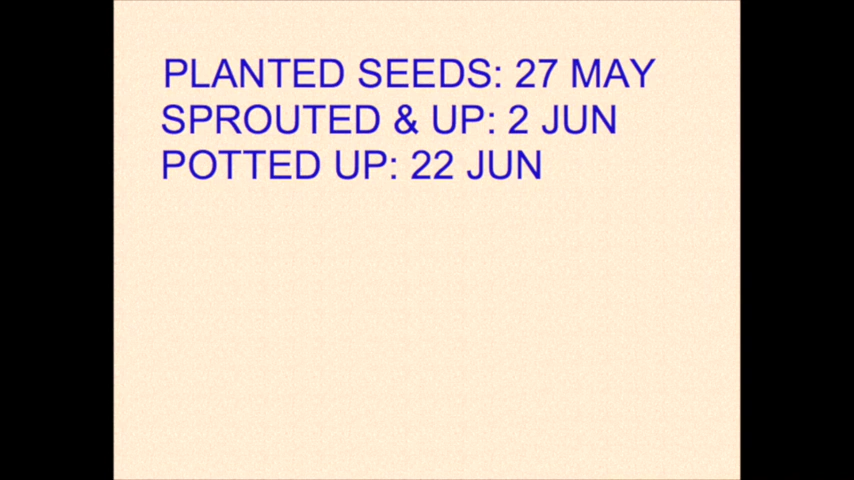 PLANTED SEEDS: 27 MAY
SPROUTED & UP: 2 JUN
POTTED UP: 22 JUN